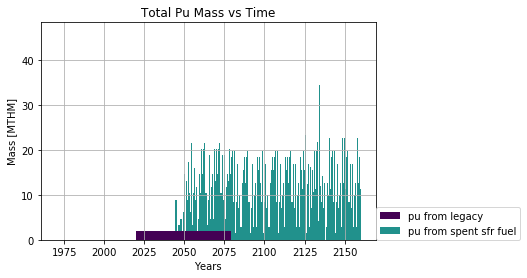 Total Pu Mass vs Time
Mass [MTHM]
40
30
20
10
0
1975 2000 2025 2050 2075 2100 2125 2150
Years
pu from legacy
pu from spent sfr fuel